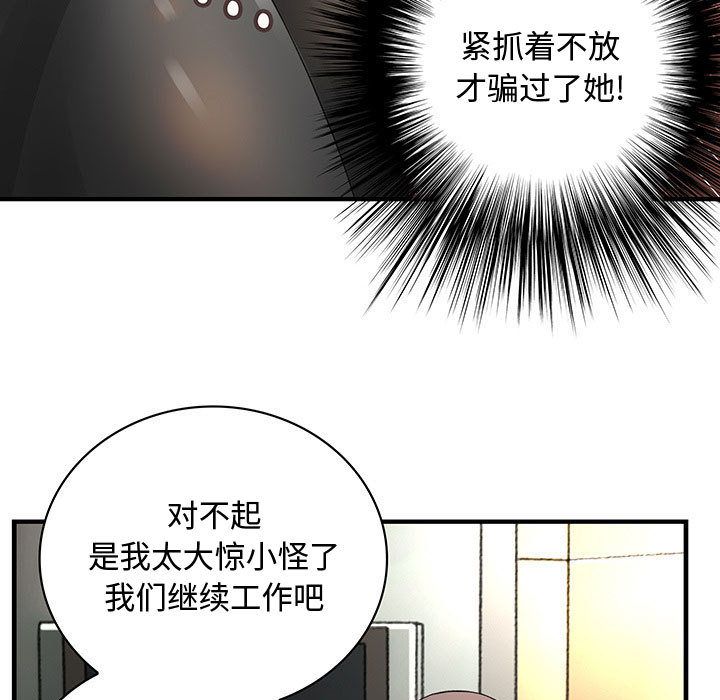 紧抓着不放
才骗过了她!
对不起
是我太大惊小怪了
我们继续工作吧